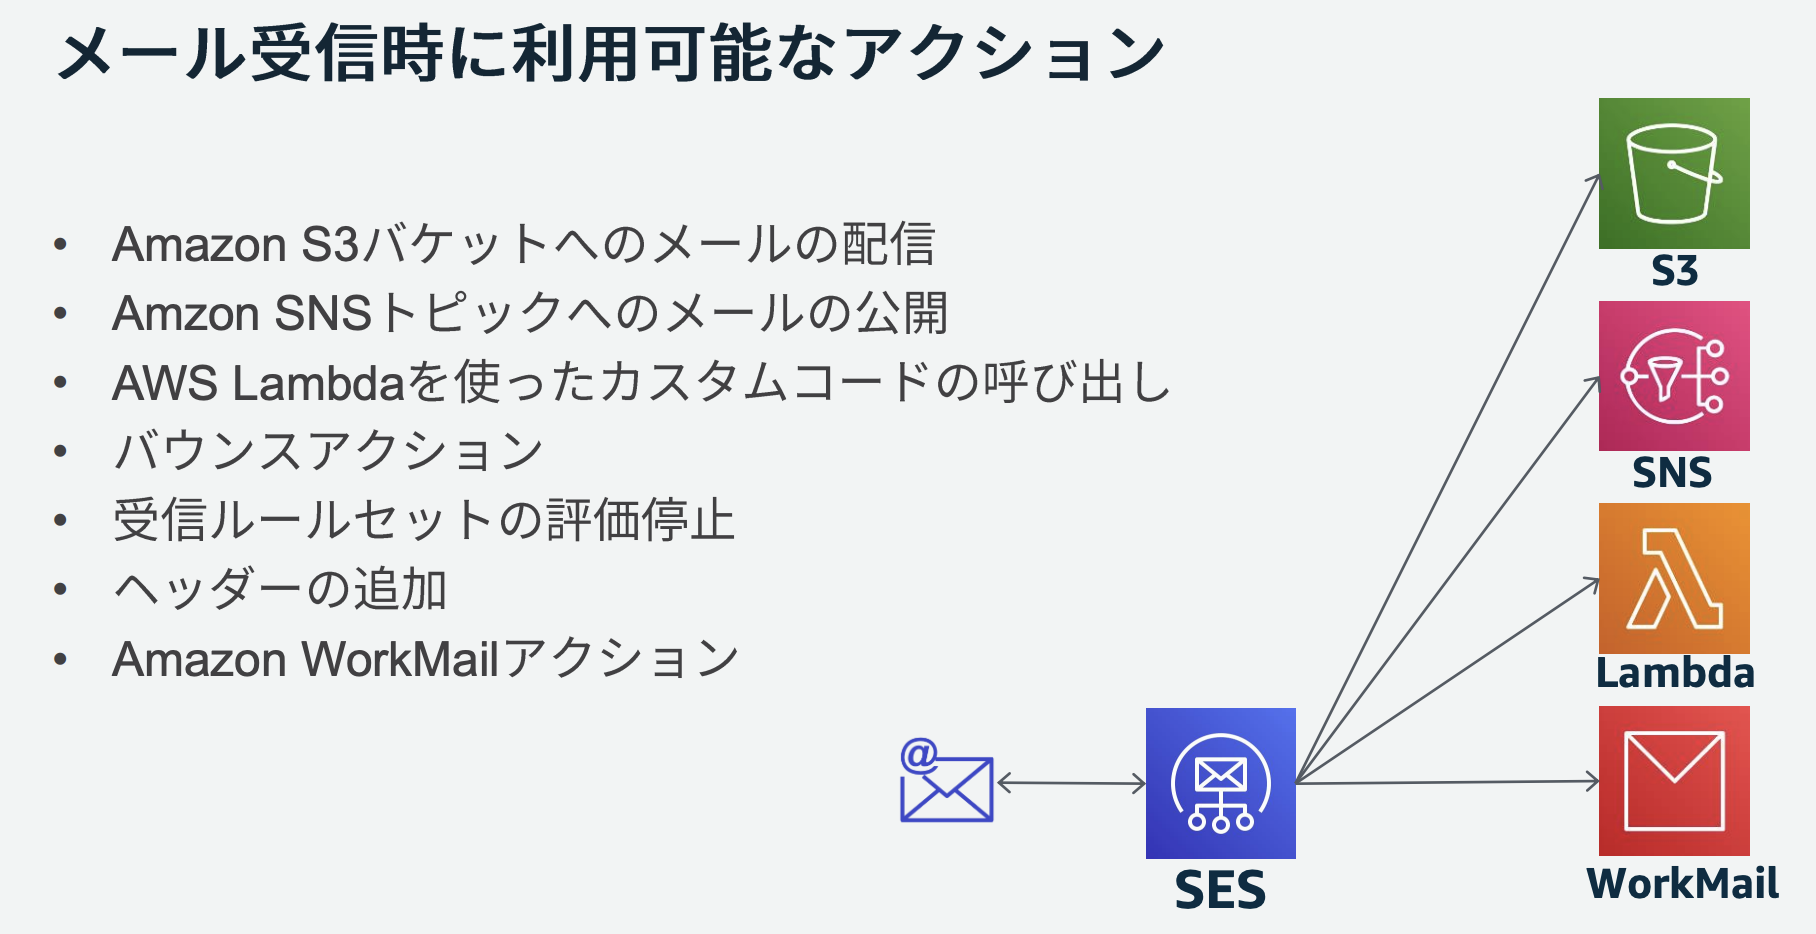 メール受信時に利用可能なアクション
• Amazon S3バケットへのメールの配信
• Amzon SNSトピックへのメールの公開
• AWS Lambdaを使ったカスタムコードの呼び出し
• バウンスアクション
• 受信ルールセットの評価停止
• ヘッダーの追加
• Amazon WorkMailアクション
S3
SNS
Lambda
WorkMail
@
SES